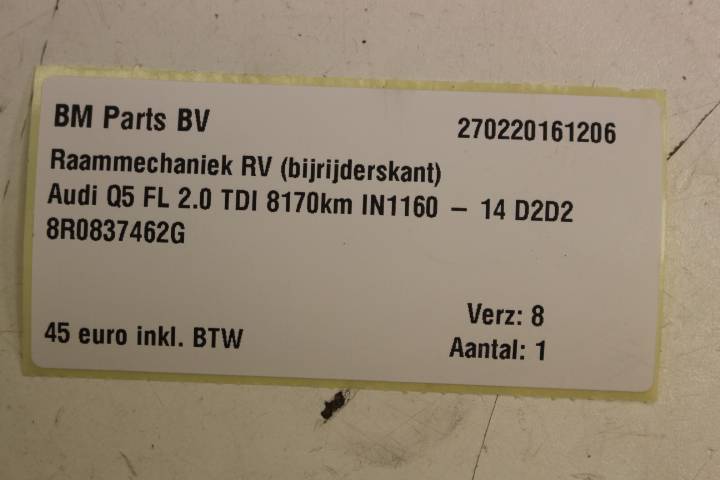 BM Parts BV 270220161206
Raammechaniek RV (bijrijderskant)
Audi Q5 FL 2.0 TDI 8170km IN1160 – 14 D2D2
8R0837462G
Verz: 8
45 euro inkl. BTW Aantal: 1